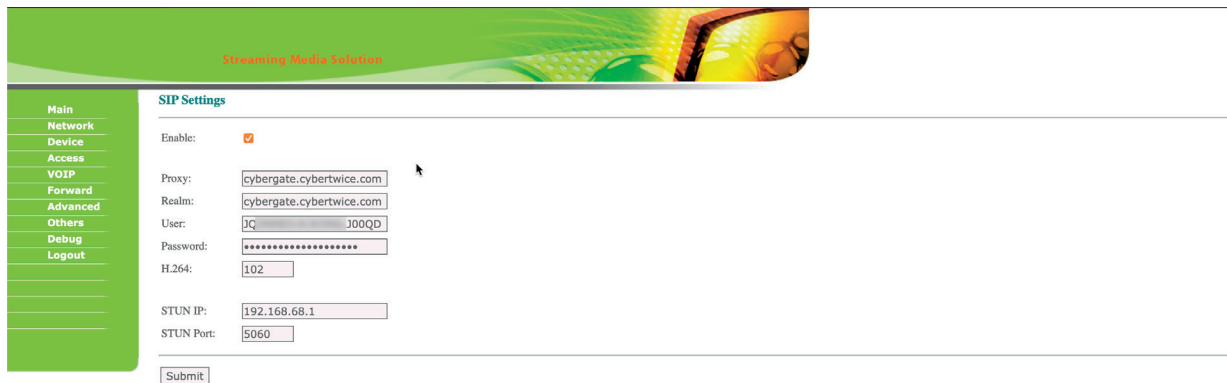 Streaming Media Solution
Main
Network
Device
Access
VOIP
Forward
Advanced
Others
Debug
Logout
SIP Settings
Enable:
Proxy: cybergate.cybertwice.com
Realm: cybergate.cybertwice.com
User: JQ J00QD
Password: ••••••••••••••••••••
H.264: 102
STUN IP: 192.168.68.1
STUN Port: 5060
Submit